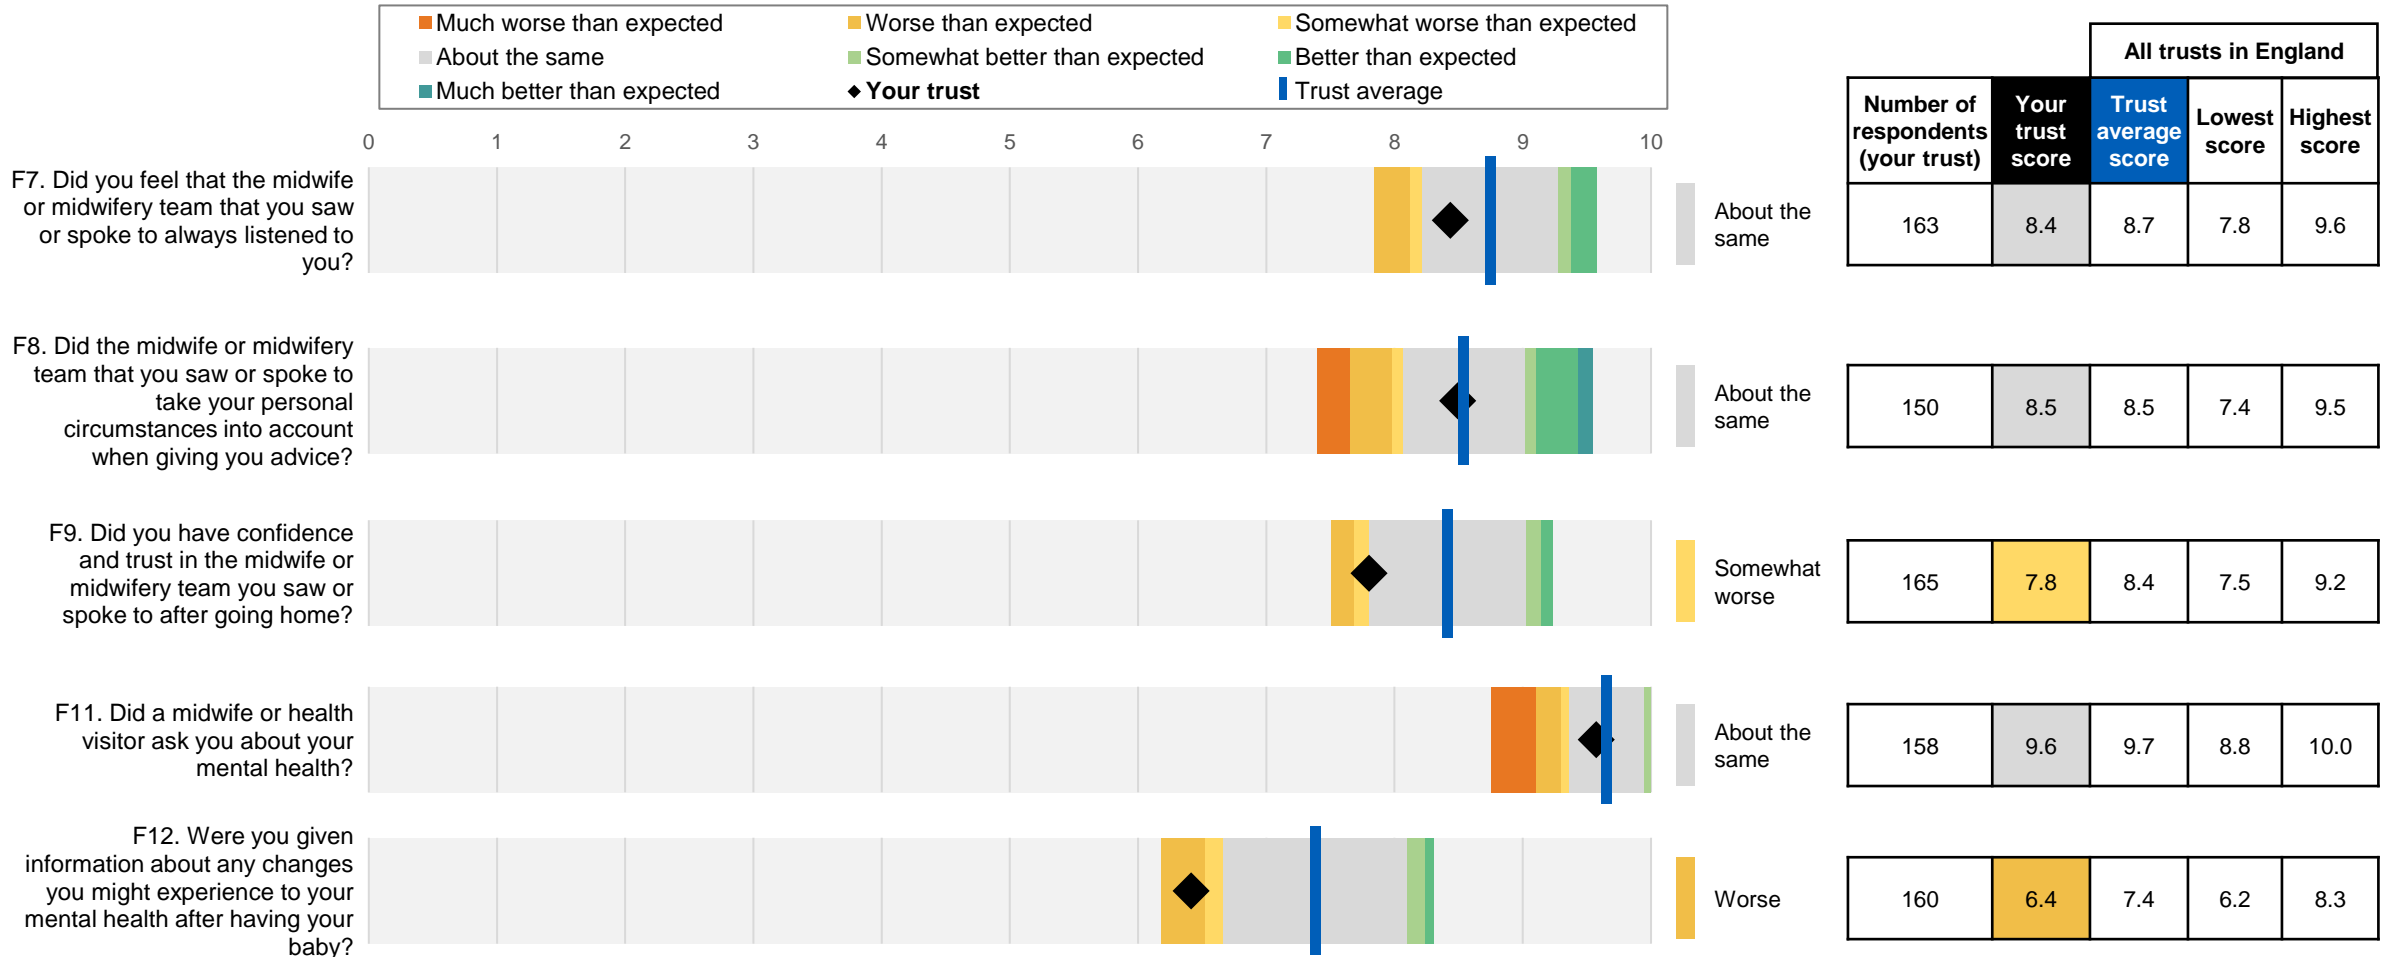 Much worse than expected
Worse than expected
Somewhat worse than expected
About the same
Somewhat better than expected
Better than expected
Much better than expected
Your trust
Trust average
All trusts in England
Number of
respondents
(your trust)
Your
trust
score
Trust
average
score
Lowest
score
Highest
score
0 1 2 3 4 5 6 7 8 9 10
F7. Did you feel that the midwife
or midwifery team that you saw
or spoke to always listened to
you?
About the
same
163 8.4 8.7 7.8 9.6
F8. Did the midwife or midwifery
team that you saw or spoke to
take your personal
circumstances into account
when giving you advice?
About the
same
150 8.5 8.5 7.4 9.5
F9. Did you have confidence
and trust in the midwife or
midwifery team you saw or
spoke to after going home?
Somewhat
worse
165 7.8 8.4 7.5 9.2
F11. Did a midwife or health
visitor ask you about your
mental health?
About the
same
158 9.6 9.7 8.8 10.0
F12. Were you given
information about any changes
you might experience to your
mental health after having your
baby?
Worse
160 6.4 7.4 6.2 8.3